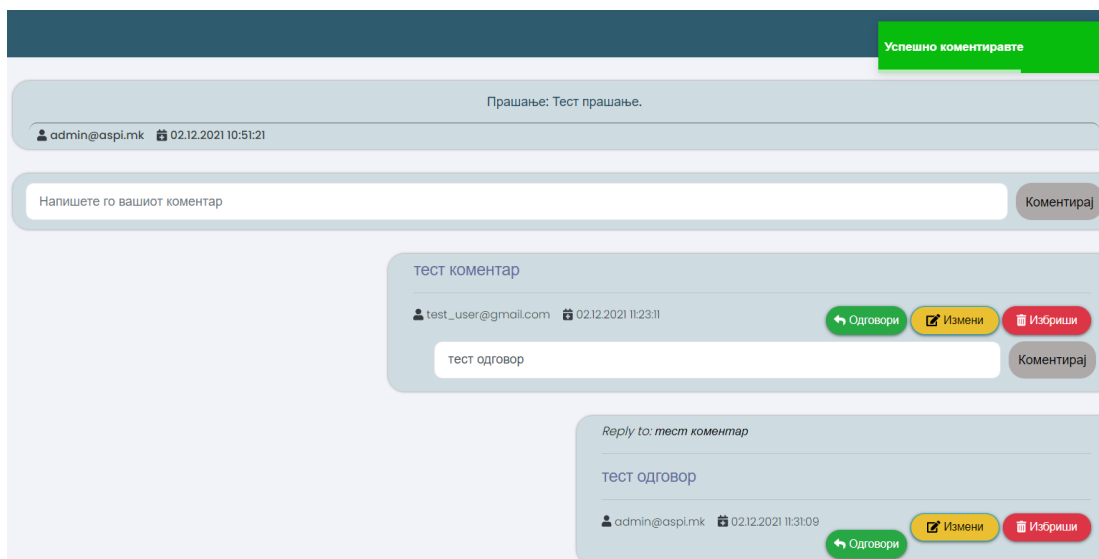 Успешно коментиравте
Прашање: Тест прашање.
admin@aspi.mk 02.12.2021 10:51:21
Напишете го вашиот коментар Коментирај
тест коментар
test_user@gmail.com 02.12.2021 11:23:11 Одговори Измени Избриши
тест одговор Коментирај
Reply to: тест коментар
тест одговор
admin@aspi.mk 02.12.2021 11:31:09 Одговори Измени Избриши